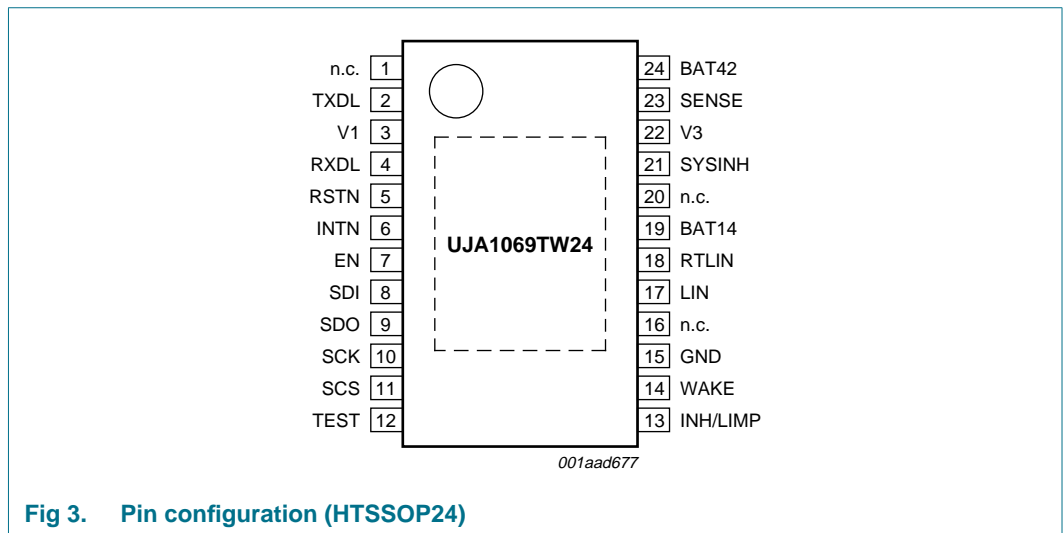 n.c. 1 24 BAT42
TXDL 2 23 SENSE
V1 3 22 V3
RXDL 4 21 SYSINH
RSTN 5 20 n.c.
INTN 6 19 BAT14
UJA1069TW24
EN 7 18 RTLIN
SDI 8 17 LIN
SDO 9 16 n.c.
SCK 10 15 GND
SCS 11 14 WAKE
TEST 12 13 INH/LIMP
001aad677
Fig 3. Pin configuration (HTSSOP24)